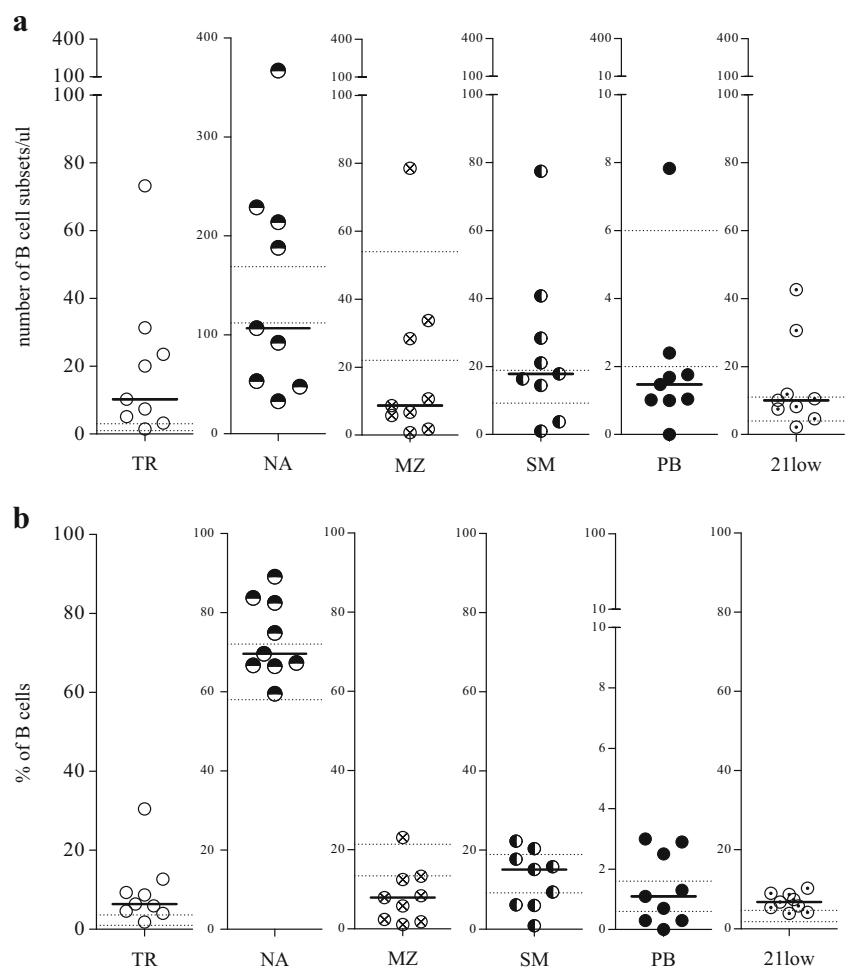 a
400 400 400 400 400 400
100 100 100 10 100
100 100 100 10 100
80 300 80 80 8 80
60 60 60 6 60
200
40 40 40 4 40
100
20 20 20 2 20
0 0 0 0 0 0
number of B cell subsets/ul
TR NA MZ SM PB 21low
b
100 100 100 100 100 100
80 80 80 80 10 80
10
60 60 60 60 8 60
6
40 40 40 40 40
4
20 20 20 20 2 20
0 0 0 0 0 0
% of B cells
TR NA MZ SM PB 21low